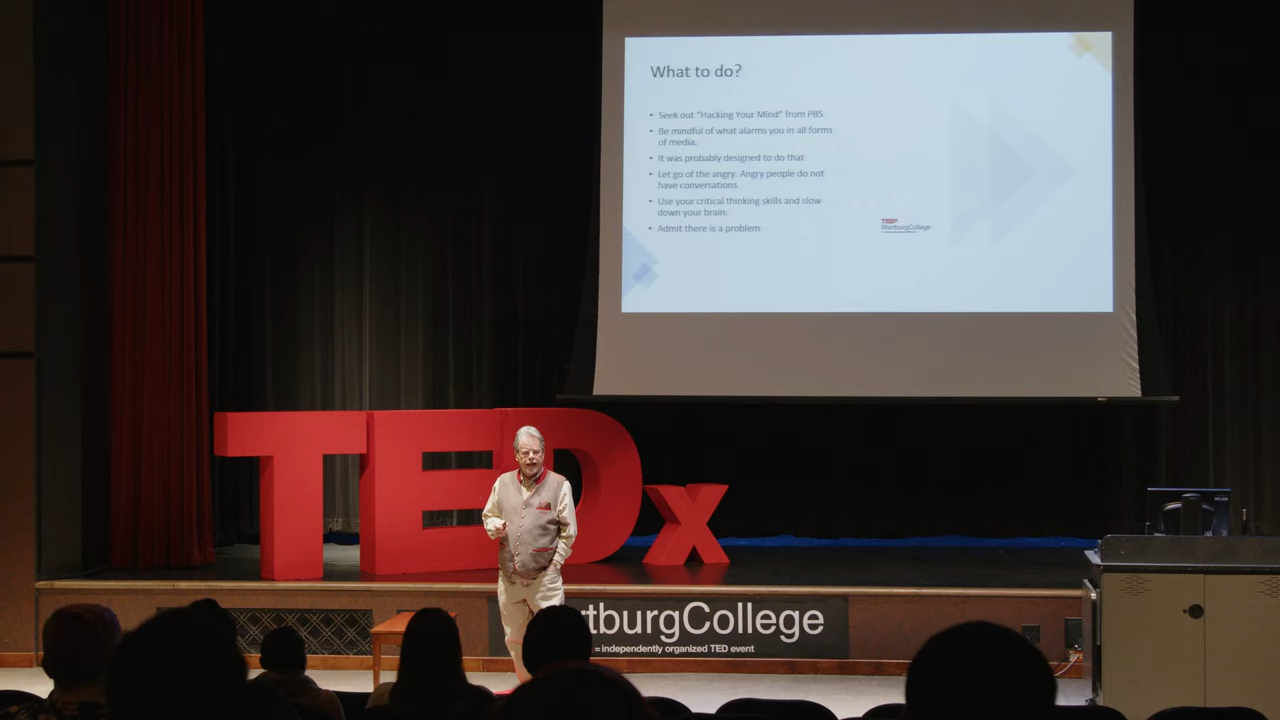 What to do?
• Seek out "Hacking Your Mind" from PBS
• Be mindful of what alarms you in all forms
of media.
• It was probably designed to do that
• Let go of the angry. Angry people do not
have conversations
• Use your critical thinking skills and slow
down your brain.
• Admit there is a problem
TEDx
WartburgCollege
TEDx
rtburgCollege
= independently organized TED event